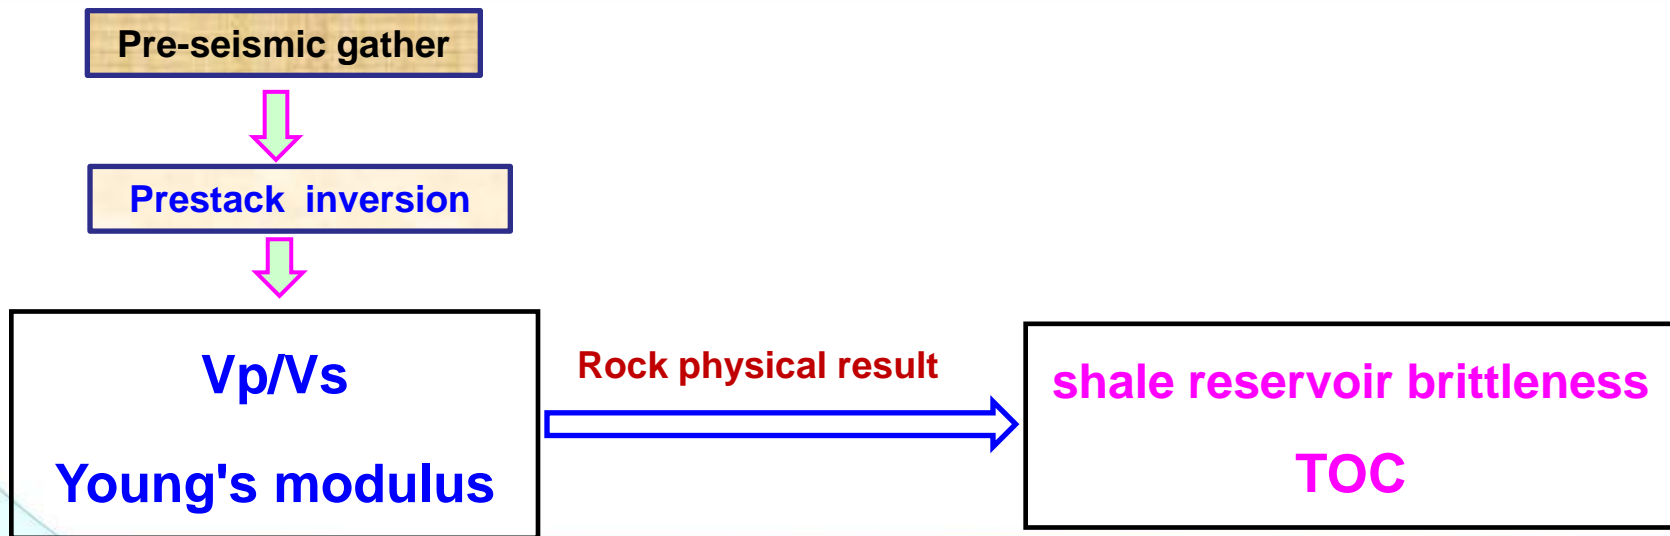 Pre-seismic gather
Prestack inversion
Vp/Vs
Young's modulus
Rock physical result
shale reservoir brittleness
TOC